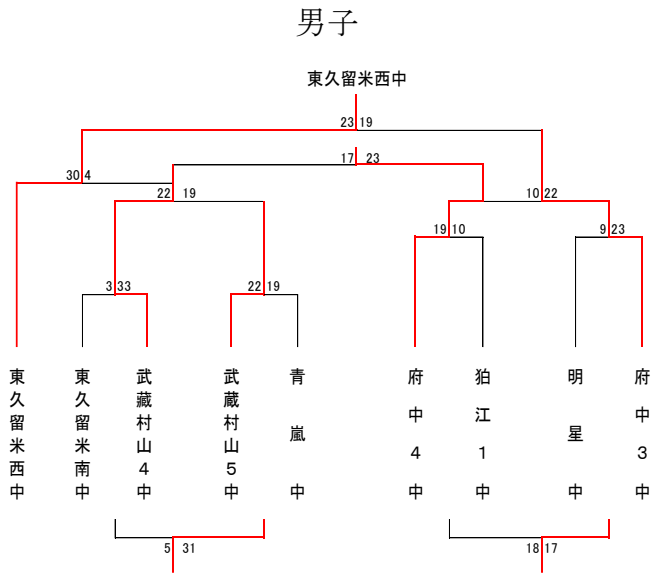 男子
東久留米西中
23 19
17 23
30 4
22 19
10 22
19 10
9 23
3 33
22 19
東久留米西中
東久留米南中
武藏村山4中
武蔵村山5中
青嵐中
府中4中
狛江1中
明星中
府中3中
5 31
18 17